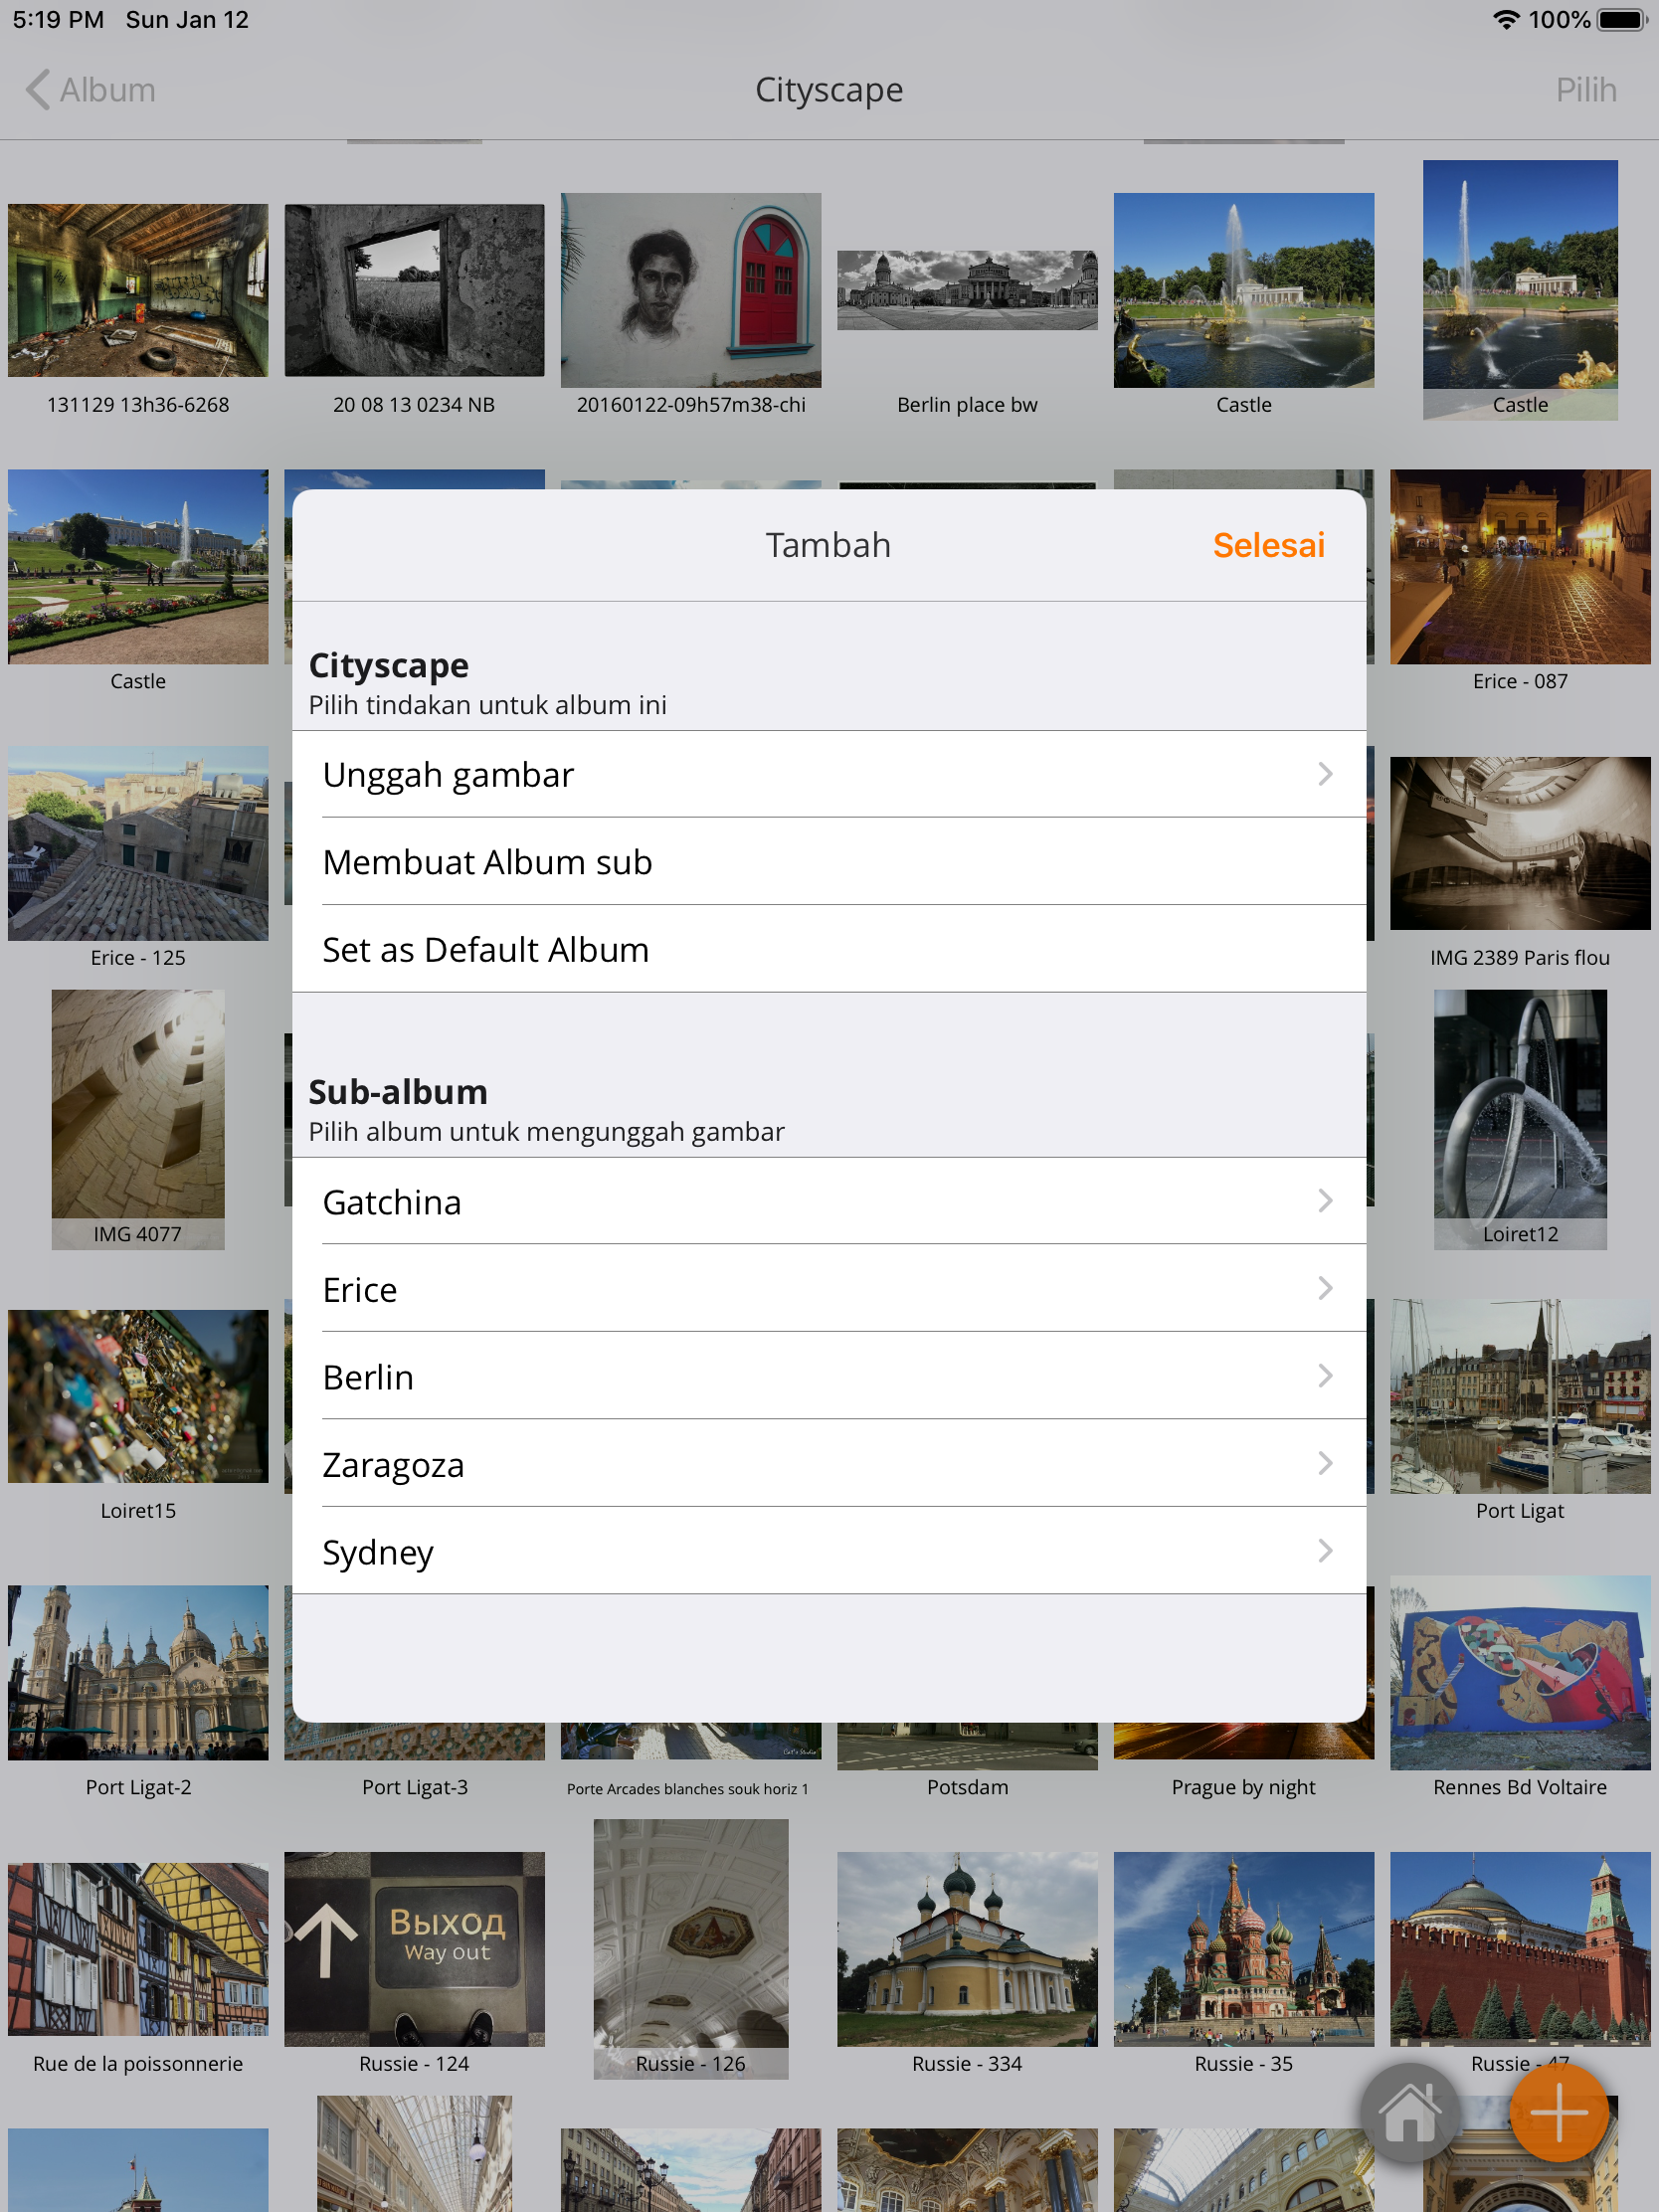 5:19 PM Sun Jan 12
100%
Album
Cityscape
Pilih
131129 13h36-6268
20 08 13 0234 NB
20160122-09h57m38-chi
Berlin place bw
Castle
Castle
Castle
Erice - 087
Tambah
Selesai
Cityscape
Pilih tindakan untuk album ini
Unggah gambar
Membuat Album sub
Set as Default Album
Sub-album
Pilih album untuk mengunggah gambar
Gatchina
Erice
Berlin
Zaragoza
Sydney
Erice - 125
IMG 2389 Paris flou
IMG 4077
Loiret12
Loiret15
Port Ligat
Port Ligat-2
Port Ligat-3
Porte Arcades blanches souk horiz 1
Potsdam
Prague by night
Rennes Bd Voltaire
Выход
Way out
Rue de la poissonnerie
Russie - 124
Russie - 126
Russie - 334
Russie - 35
Russie - 47